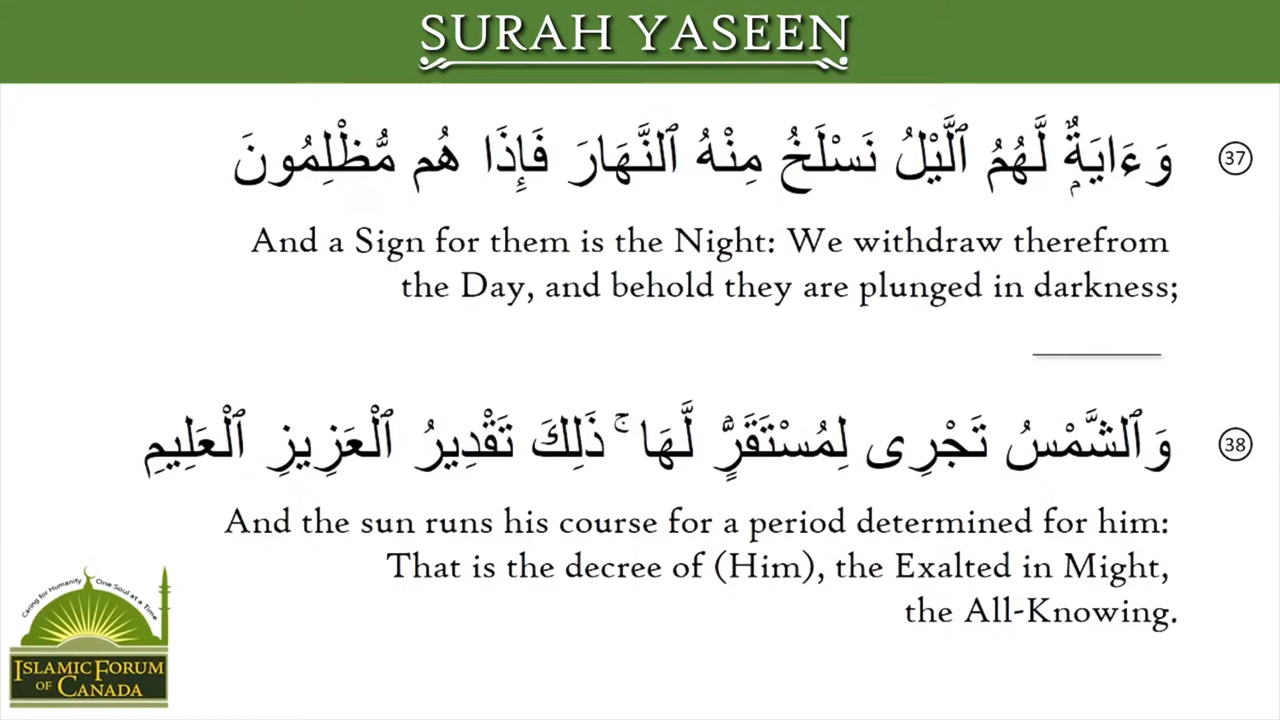 SURAH YASEEN
وَءَايَةٌۭ لَّهُمُ ٱلَّيْلُ نَسْلَخُ مِنْهُ ٱلنَّهَارَ فَإِذَا هُم مُّظْلِمُونَ
37
And a Sign for them is the Night: We withdraw therefrom
the Day, and behold they are plunged in darkness;
وَٱلشَّمْسُ تَجْرِى لِمُسْتَقَرٍّۢ لَّهَا ۚ ذَٰلِكَ تَقْدِيرُ ٱلْعَزِيزِ ٱلْعَلِيمِ
38
And the sun runs his course for a period determined for him:
That is the decree of (Him), the Exalted in Might,
the All-Knowing.
Caring for Humanity One Soul at a Time
ISLAMIC FORUM
OF CANADA